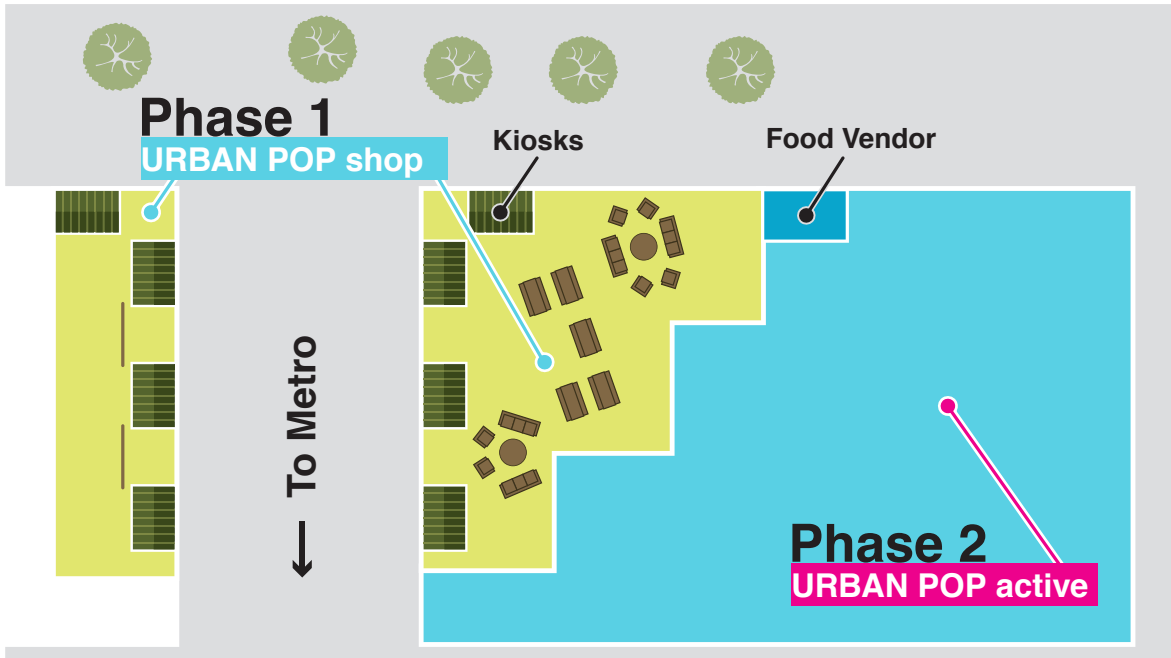 Phase 1
URBAN POP shop
Kiosks
Food Vendor
To Metro
Phase 2
URBAN POP active